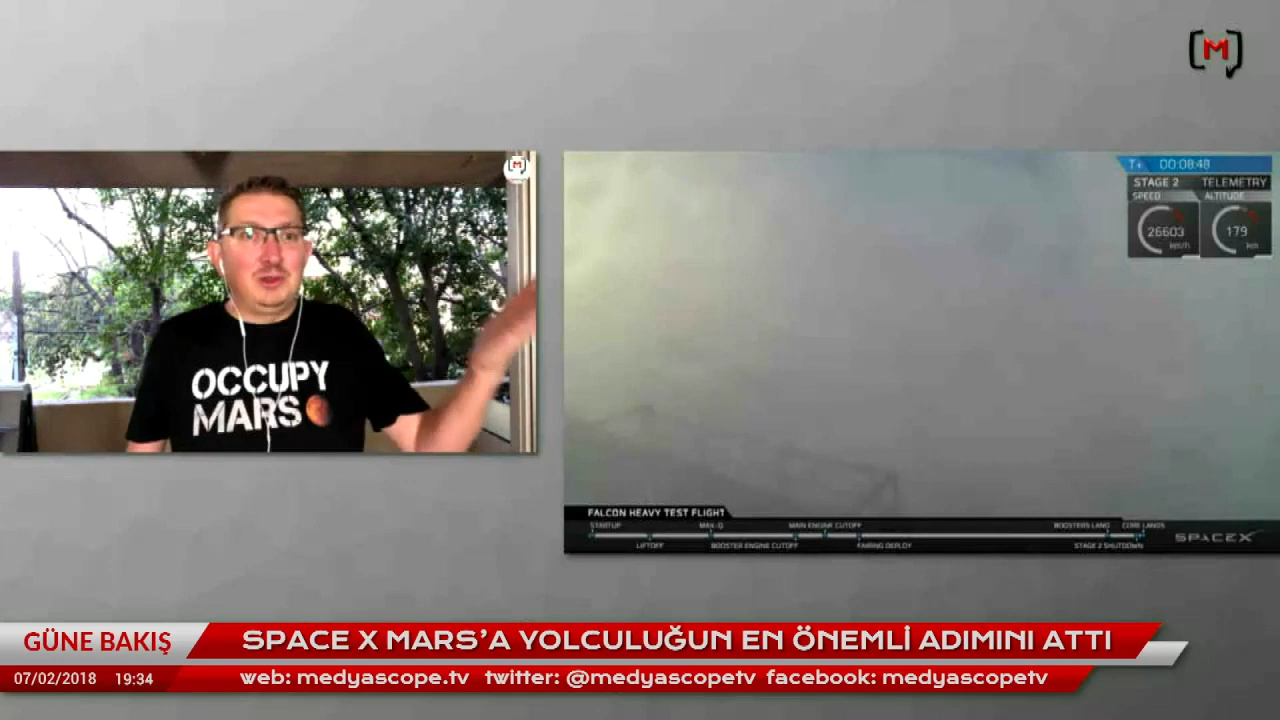 M
M
OCCUPY
MARS
T+ 00:08:48
STAGE 2 TELEMETRY
SPEED ALTITUDE
26603 179
km/h km
FALCON HEAVY TEST FLIGHT
STARTUP MAX-Q MAIN ENGINE CUTOFF BOOSTERS LAND CORE LANDS
LIFTOFF BOOSTER ENGINE CUTOFF FAIRING DEPLOY STAGE 2 SHUTDOWN
SPACEX
GÜNE BAKIŞ
SPACE X MARS'A YOLCULUĞUN EN ÖNEMLİ ADIMINI ATTI
07/02/2018 19:34
web: medyascope.tv twitter: @medyascopetv facebook: medyascopetv